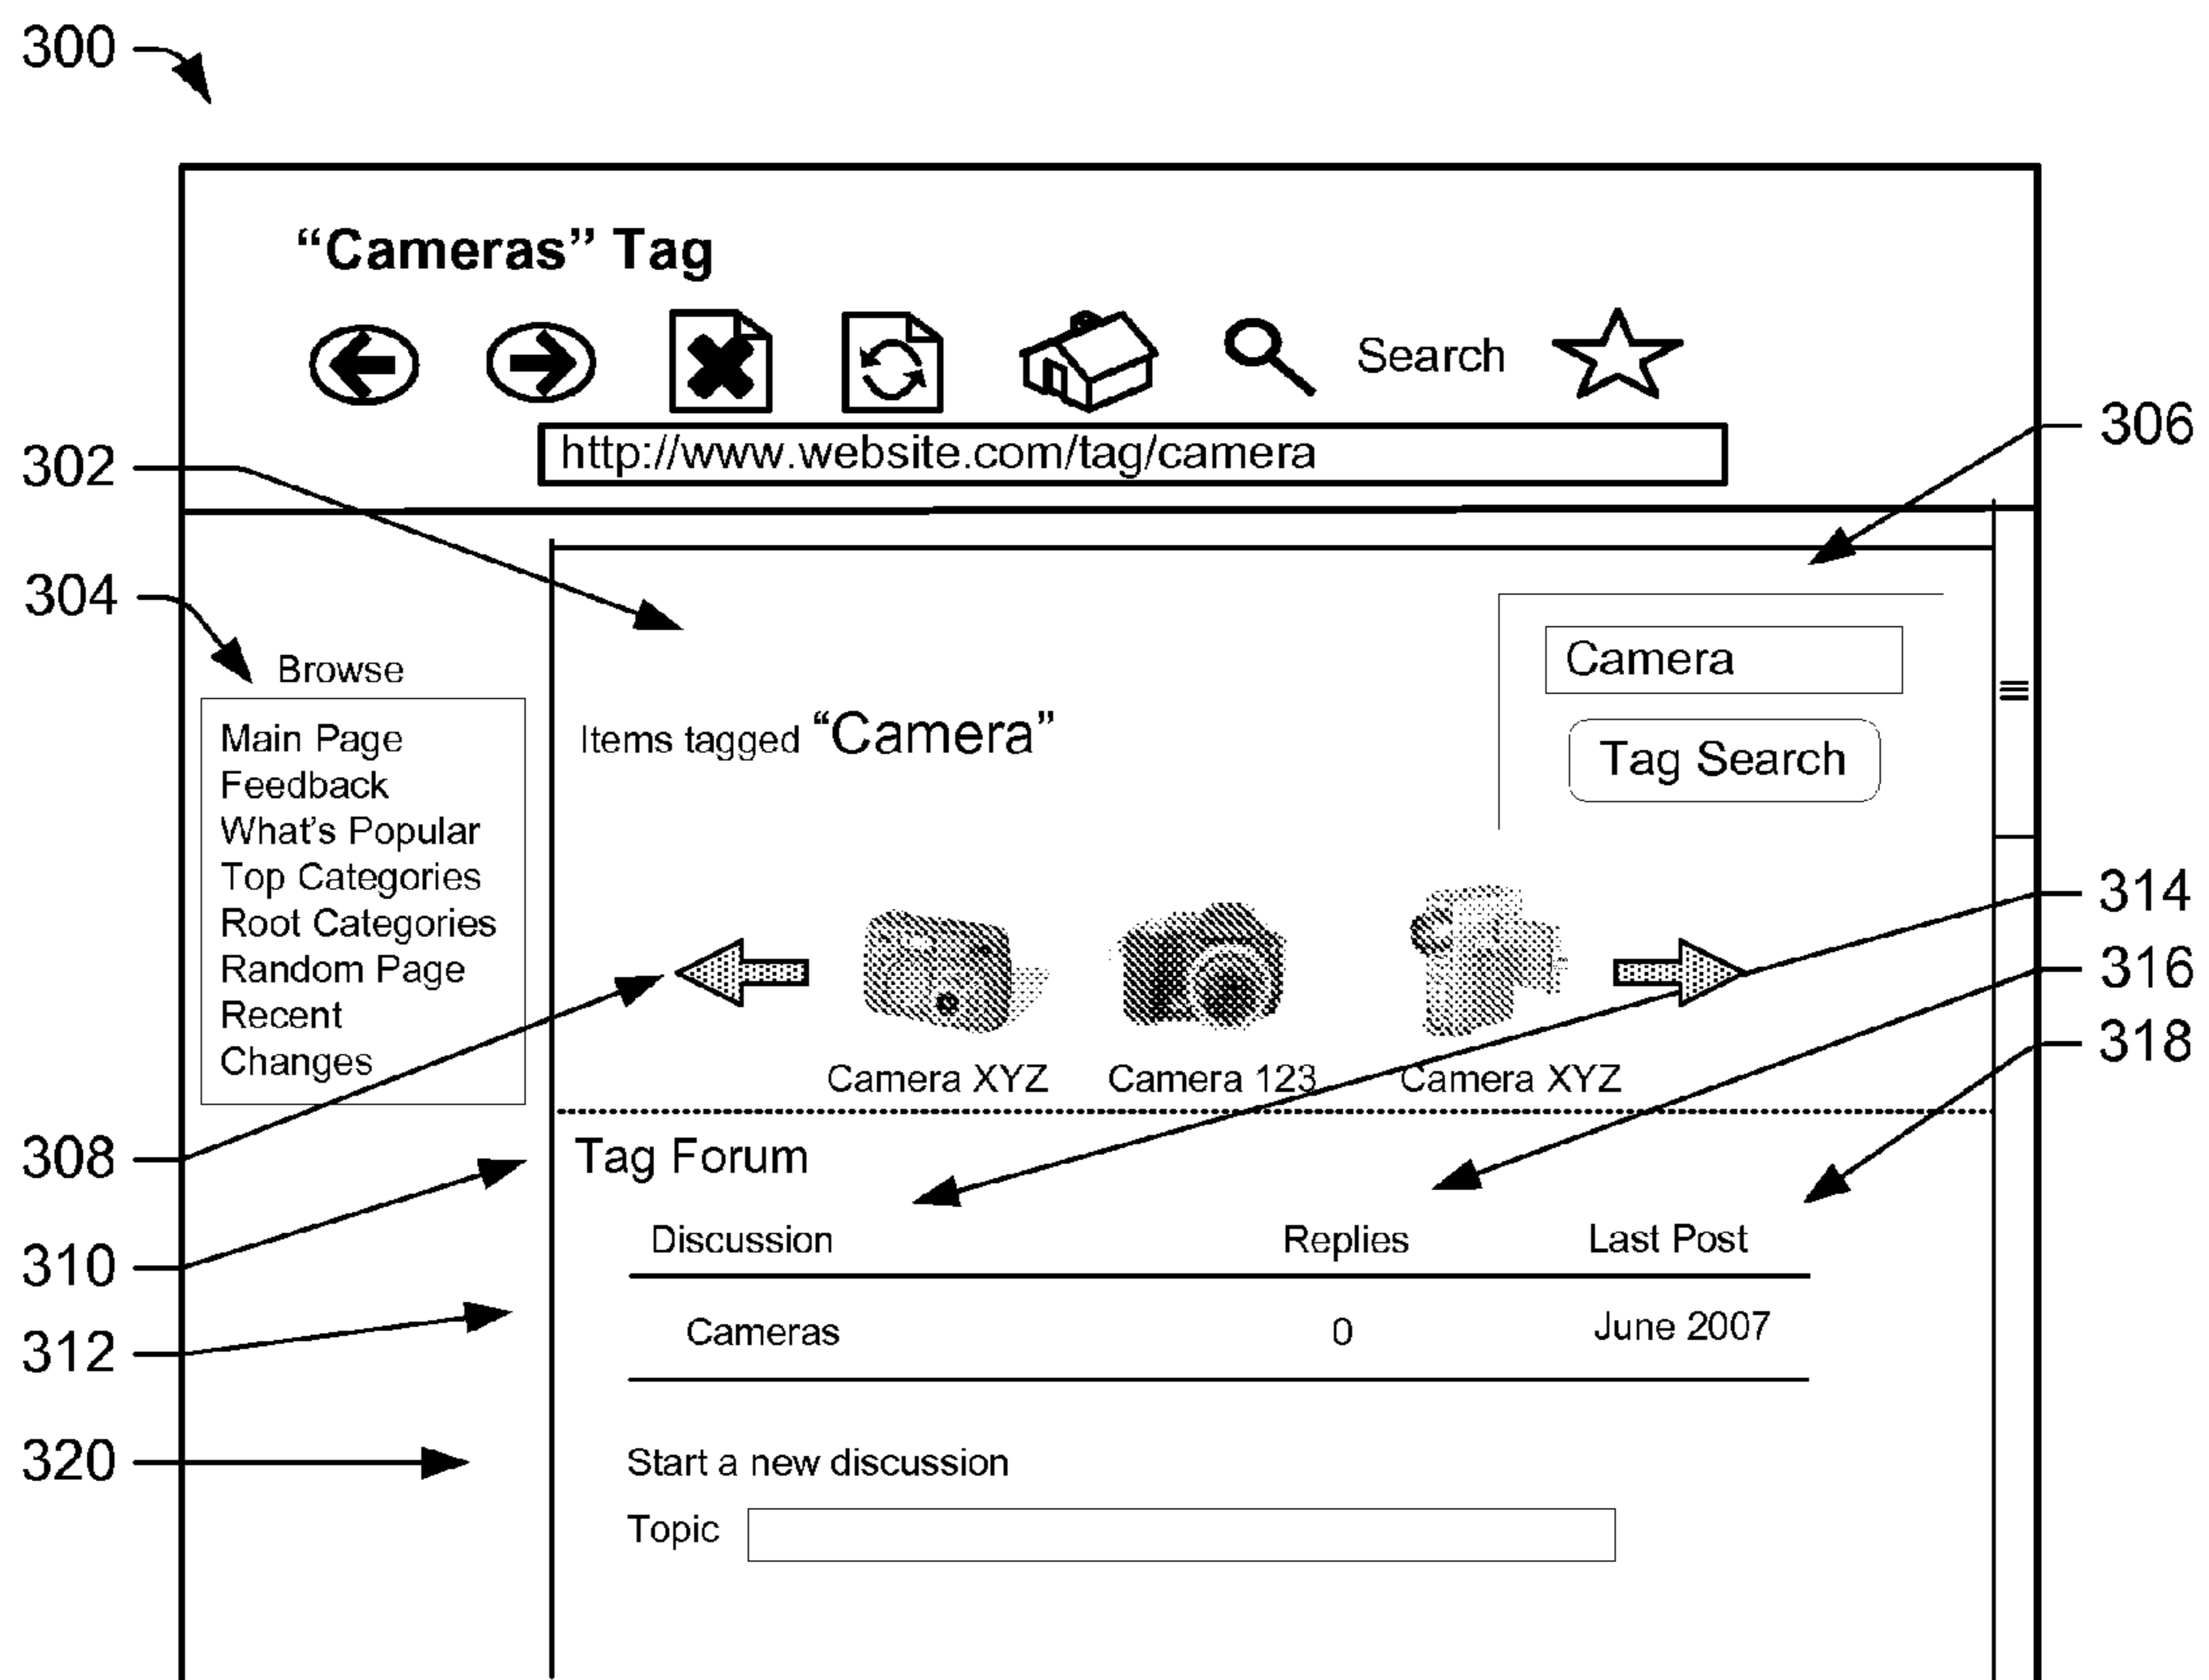 300
“Cameras” Tag
Search
http://www.website.com/tag/camera
302
306
304
Browse
Main Page
Feedback
What’s Popular
Top Categories
Root Categories
Random Page
Recent
Changes
Items tagged “Camera”
Camera
Tag Search
314
316
318
Camera XYZ Camera 123 Camera XYZ
308
310
312
320
Tag Forum
Discussion Replies Last Post
Cameras 0 June 2007
Start a new discussion
Topic